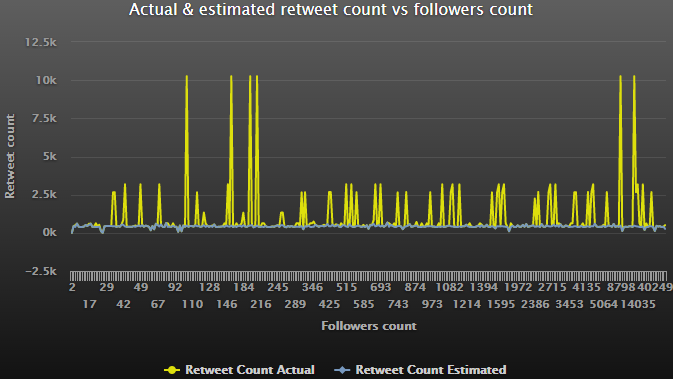 Actual & estimated retweet count vs followers count
12.5k
10k
7.5k
5k
2.5k
0k
−2.5k
Retweet count
2 29 49 92 128 184 245 346 515 693 874 1082 1394 1972 2715 4135 8798 40249
17 42 67 110 146 216 289 425 585 743 973 1214 1595 2386 3453 5064 14035
Followers count
Retweet Count Actual Retweet Count Estimated